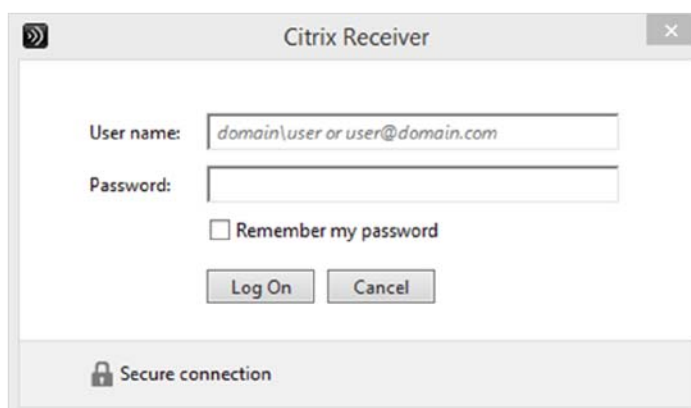 Citrix Receiver
User name: domain\user or user@domain.com
Password:
Remember my password
Log On Cancel
Secure connection